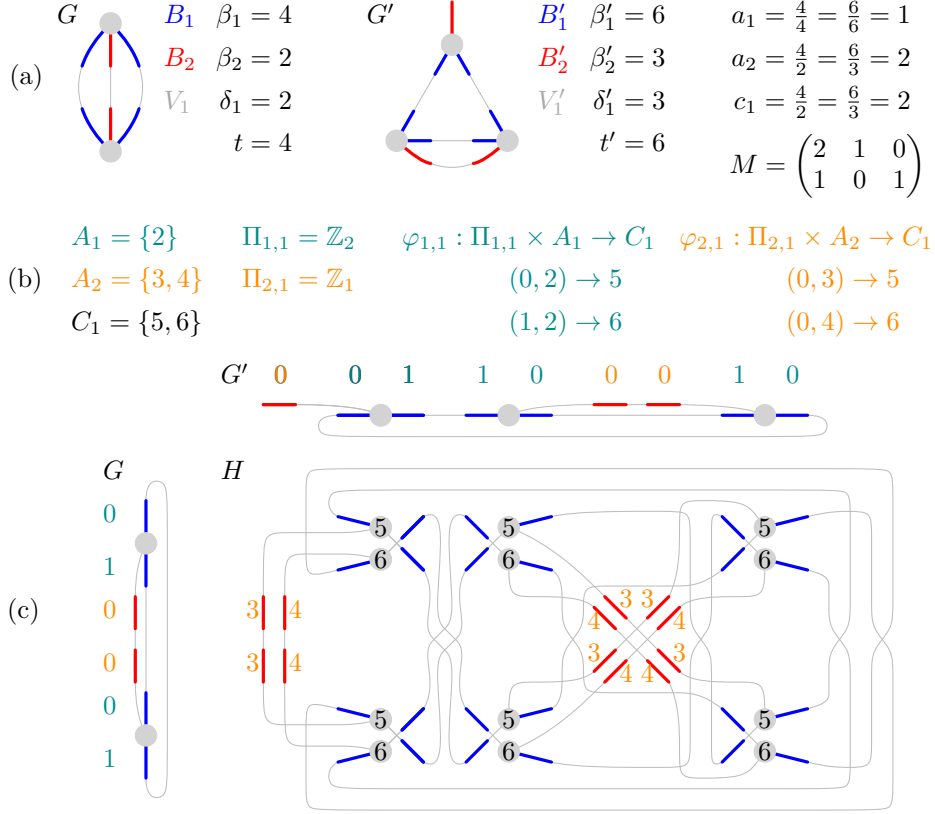 G B₁ β₁ = 4 G′ B′₁ β′₁ = 6 a₁ = 4/4 = 6/6 = 1
B₂ β₂ = 2 B′₂ β′₂ = 3 a₂ = 4/2 = 6/3 = 2
(a) V₁ δ₁ = 2 V′₁ δ′₁ = 3 c₁ = 4/2 = 6/3 = 2
t = 4 t′ = 6
M = (2 1 0
1 0 1)
A₁ = {2} Π₁,₁ = ℤ₂ φ₁,₁ : Π₁,₁ × A₁ → C₁ φ₂,₁ : Π₂,₁ × A₂ → C₁
(b) A₂ = {3, 4} Π₂,₁ = ℤ₁ (0, 2) → 5 (0, 3) → 5
C₁ = {5, 6} (1, 2) → 6 (0, 4) → 6
G′ 0 0 1 1 0 0 0 1 0
G H
0 5 5 5
1 6 6 6
(c) 0 3 4 3 3 4 4
0 3 4 3 3 4 4
0 5 5 5
1 6 6 6